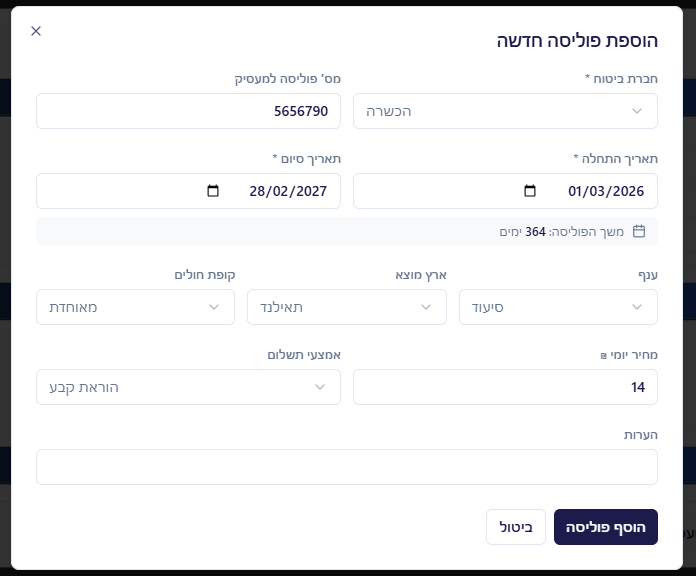 הוספת פוליסה חדשה
חברת ביטוח *
מס' פוליסה למעסיק
הכשרה
5656790
תאריך התחלה *
תאריך סיום *
01/03/2026
28/02/2027
משך הפוליסה: 364 ימים
ענף
ארץ מוצא
קופת חולים
סיעוד
תאילנד
מאוחדת
מחיר יומי ₪
אמצעי תשלום
14
הוראת קבע
הערות
הוסף פוליסה
ביטול